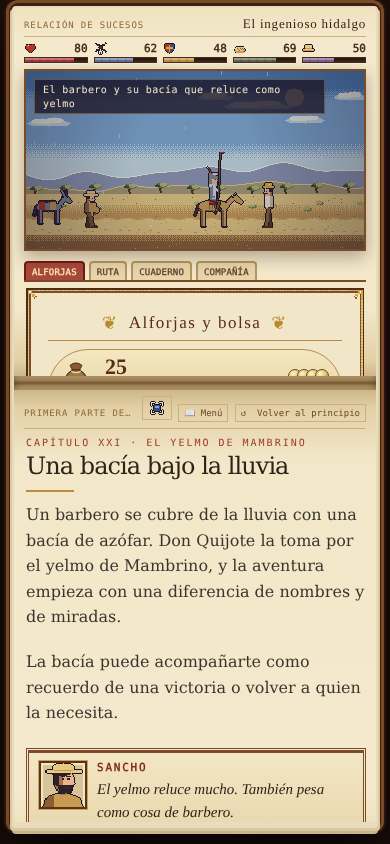 RELACIÓN DE SUCESOS
El ingenioso hidalgo
80
62
48
69
50
El barbero y su bacía que reluce como
yelmo
ALFORJAS
RUTA
CUADERNO
COMPAÑÍA
❦ Alforjas y bolsa ❦
25
PRIMERA PARTE DE…
📖 Menú
↺ Volver al principio
CAPÍTULO XXI · EL YELMO DE MAMBRINO
Una bacía bajo la lluvia
Un barbero se cubre de la lluvia con una
bacía de azófar. Don Quijote la toma por
el yelmo de Mambrino, y la aventura
empieza con una diferencia de nombres y
de miradas.
La bacía puede acompañarte como
recuerdo de una victoria o volver a quien
la necesita.
SANCHO
El yelmo reluce mucho. También pesa
como cosa de barbero.